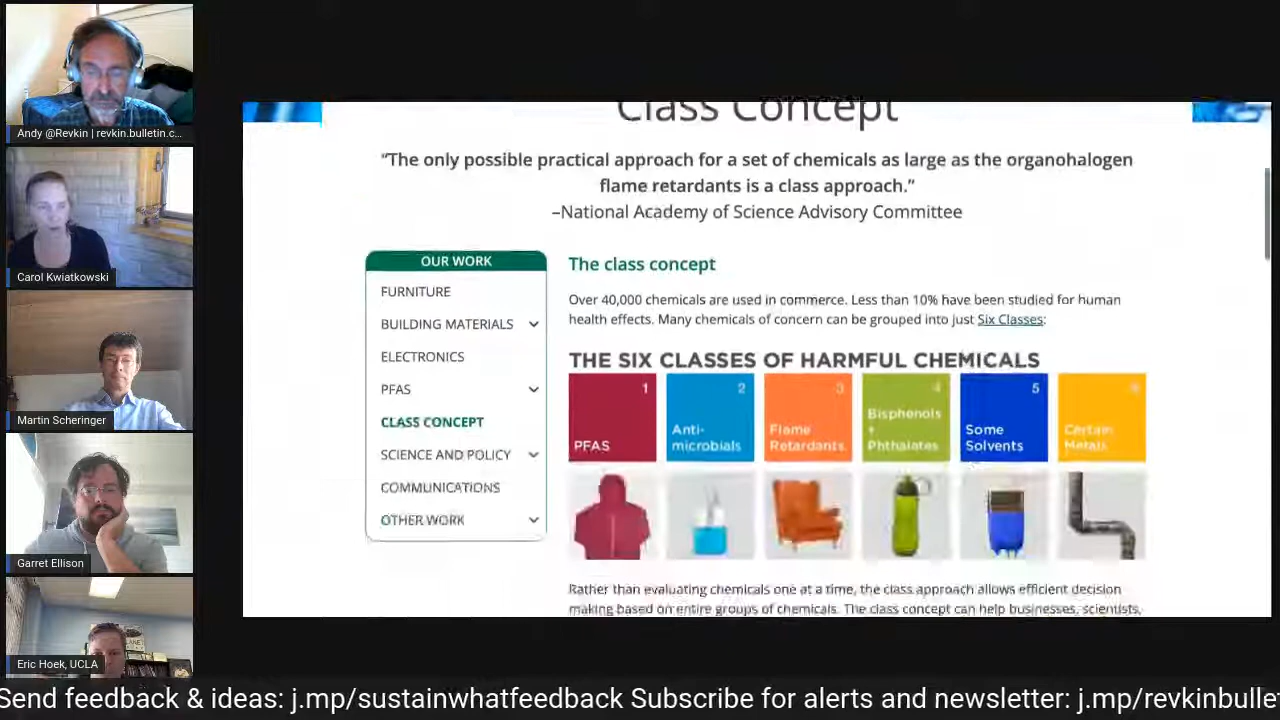 Andy @Revkin | revkin.bulletin.c...
Carol Kwiatkowski
Martin Scheringer
Garret Ellison
Eric Hoek, UCLA
Class Concept
"The only possible practical approach for a set of chemicals as large as the organohalogen
flame retardants is a class approach."
–National Academy of Science Advisory Committee
OUR WORK
FURNITURE
BUILDING MATERIALS
ELECTRONICS
PFAS
CLASS CONCEPT
SCIENCE AND POLICY
COMMUNICATIONS
OTHER WORK
The class concept
Over 40,000 chemicals are used in commerce. Less than 10% have been studied for human
health effects. Many chemicals of concern can be grouped into just Six Classes:
THE SIX CLASSES OF HARMFUL CHEMICALS
1
PFAS
2
Anti-
microbials
3
Flame
Retardants
4
Bisphenols
+
Phthalates
5
Some
Solvents
6
Certain
Metals
Rather than evaluating chemicals one at a time, the class approach allows efficient decision
making based on entire groups of chemicals. The class concept can help businesses, scientists,
Send feedback & ideas: j.mp/sustainwhatfeedback Subscribe for alerts and newsletter: j.mp/revkinbulle